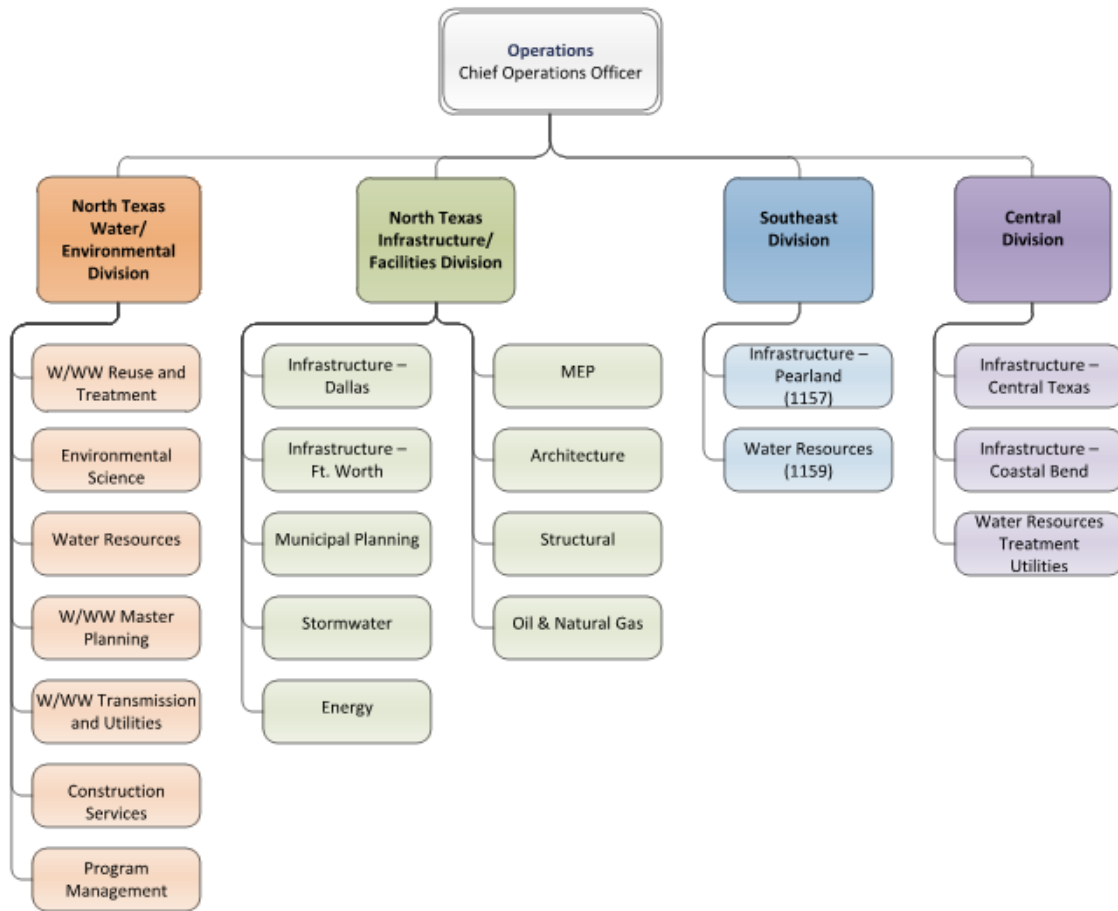 Operations
Chief Operations Officer
North Texas
Water/
Environmental
Division
W/WW Reuse and
Treatment
Environmental
Science
Water Resources
W/WW Master
Planning
W/WW Transmission
and Utilities
Construction
Services
Program
Management
North Texas
Infrastructure/
Facilities Division
Infrastructure –
Dallas
Infrastructure –
Ft. Worth
Municipal Planning
Stormwater
Energy
MEP
Architecture
Structural
Oil & Natural Gas
Southeast
Division
Infrastructure –
Pearland
(1157)
Water Resources
(1159)
Central
Division
Infrastructure –
Central Texas
Infrastructure –
Coastal Bend
Water Resources
Treatment
Utilities